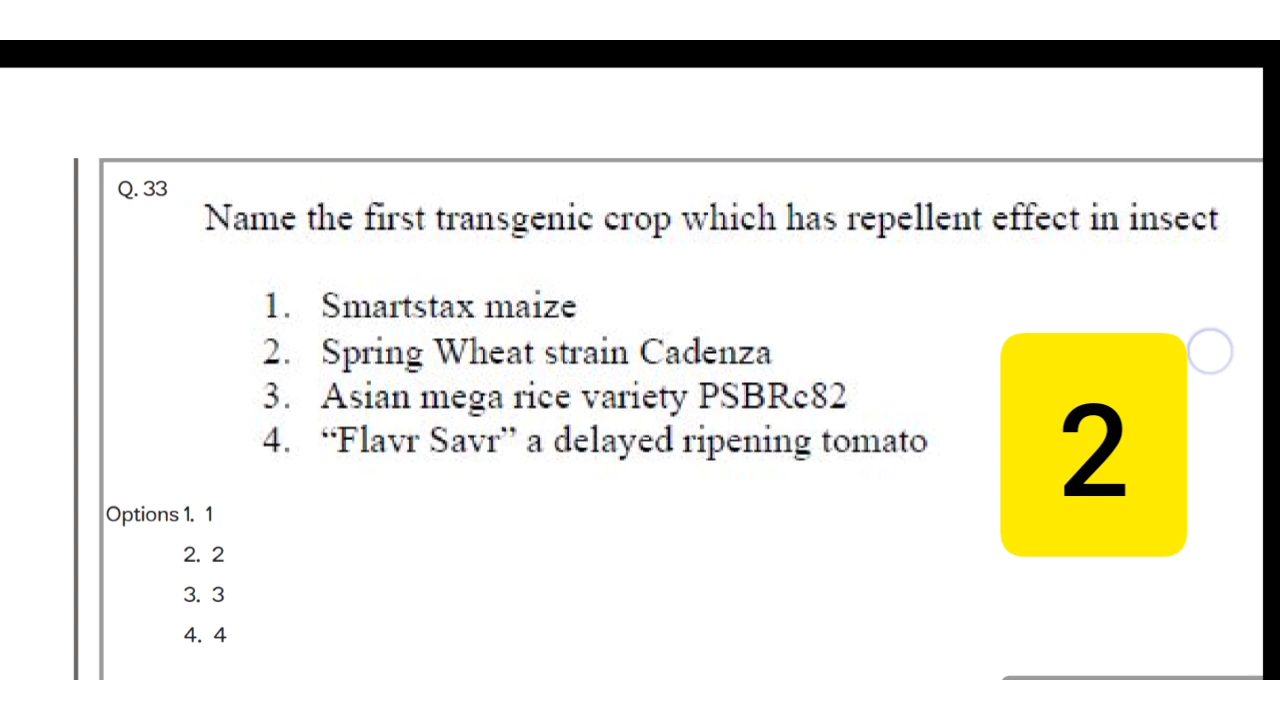 Q. 33
Name the first transgenic crop which has repellent effect in insect
1. Smartstax maize
2. Spring Wheat strain Cadenza
3. Asian mega rice variety PSBRc82
4. “Flavr Savr” a delayed ripening tomato
2
Options 1. 1
2. 2
3. 3
4. 4